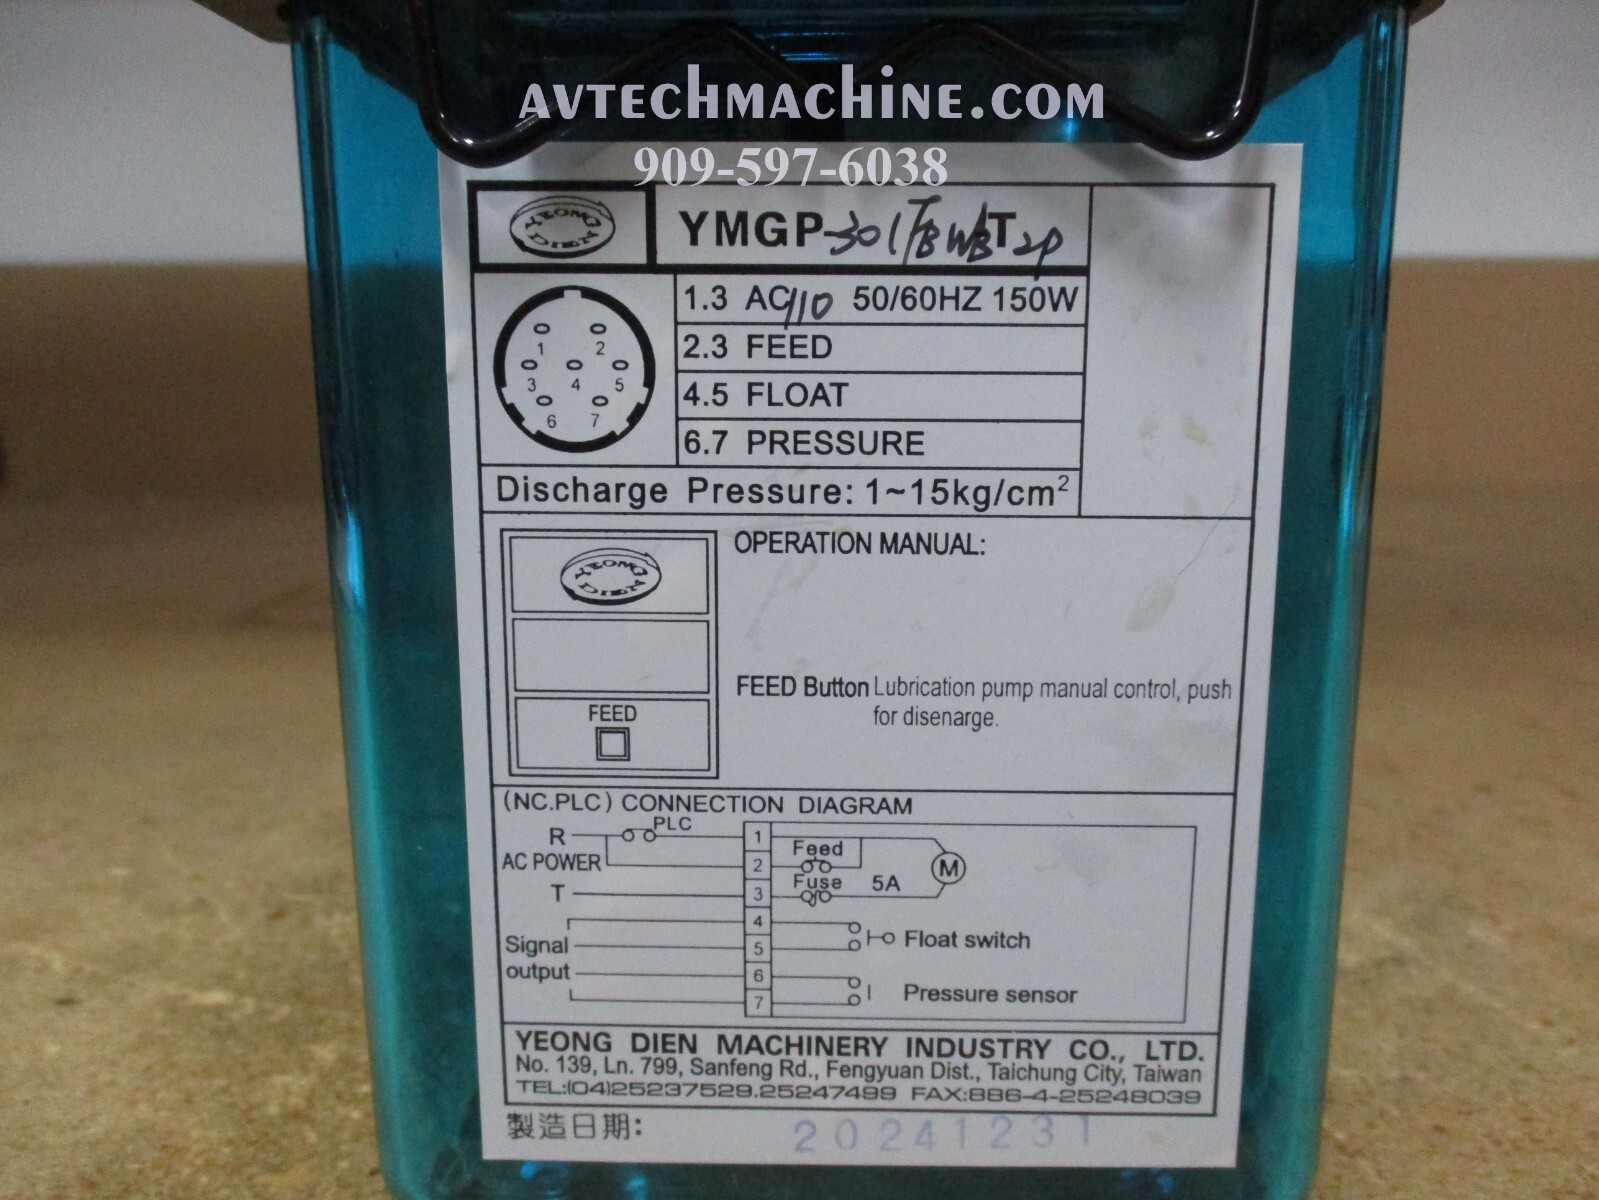 AVTECHMACHINE.COM
909-597-6038
YEONG DIEN
YMGP-301FBWBT2P
1.3 AC110 50/60HZ 150W
1 2
3 4 5
6 7
2.3 FEED
4.5 FLOAT
6.7 PRESSURE
Discharge Pressure: 1~15kg/cm²
YEONG DIEN
FEED
OPERATION MANUAL:
FEED Button Lubrication pump manual control, push
for disenarge.
(NC.PLC) CONNECTION DIAGRAM
R PLC 1
AC POWER 2 Feed M
T 3 Fuse 5A
4
Signal 5 Float switch
output 6
7 Pressure sensor
YEONG DIEN MACHINERY INDUSTRY CO., LTD.
No. 139, Ln. 799, Sanfeng Rd., Fengyuan Dist., Taichung City, Taiwan
TEL:(04)25237529.25247499 FAX:886-4-25248039
製造日期: 20241231